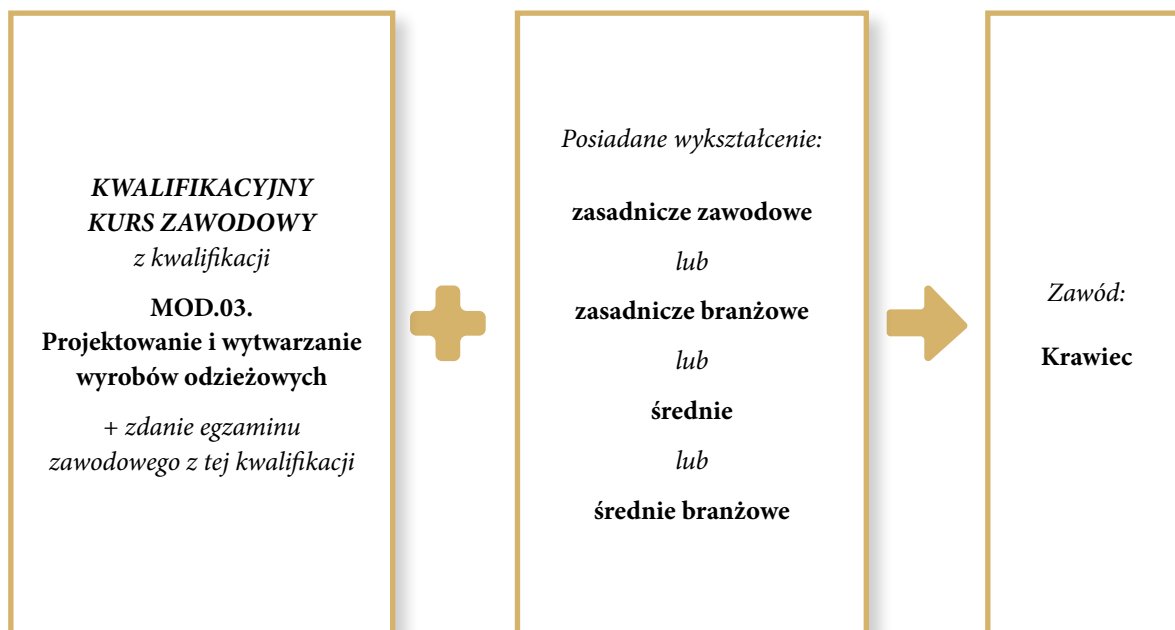 KWALIFIKACYJNY
KURS ZAWODOWY
z kwalifikacji
MOD.03.
Projektowanie i wytwarzanie
wyrobów odzieżowych
+ zdanie egzaminu
zawodowego z tej kwalifikacji
Posiadane wykształcenie:
zasadnicze zawodowe
lub
zasadnicze branżowe
lub
średnie
lub
średnie branżowe
Zawód:
Krawiec